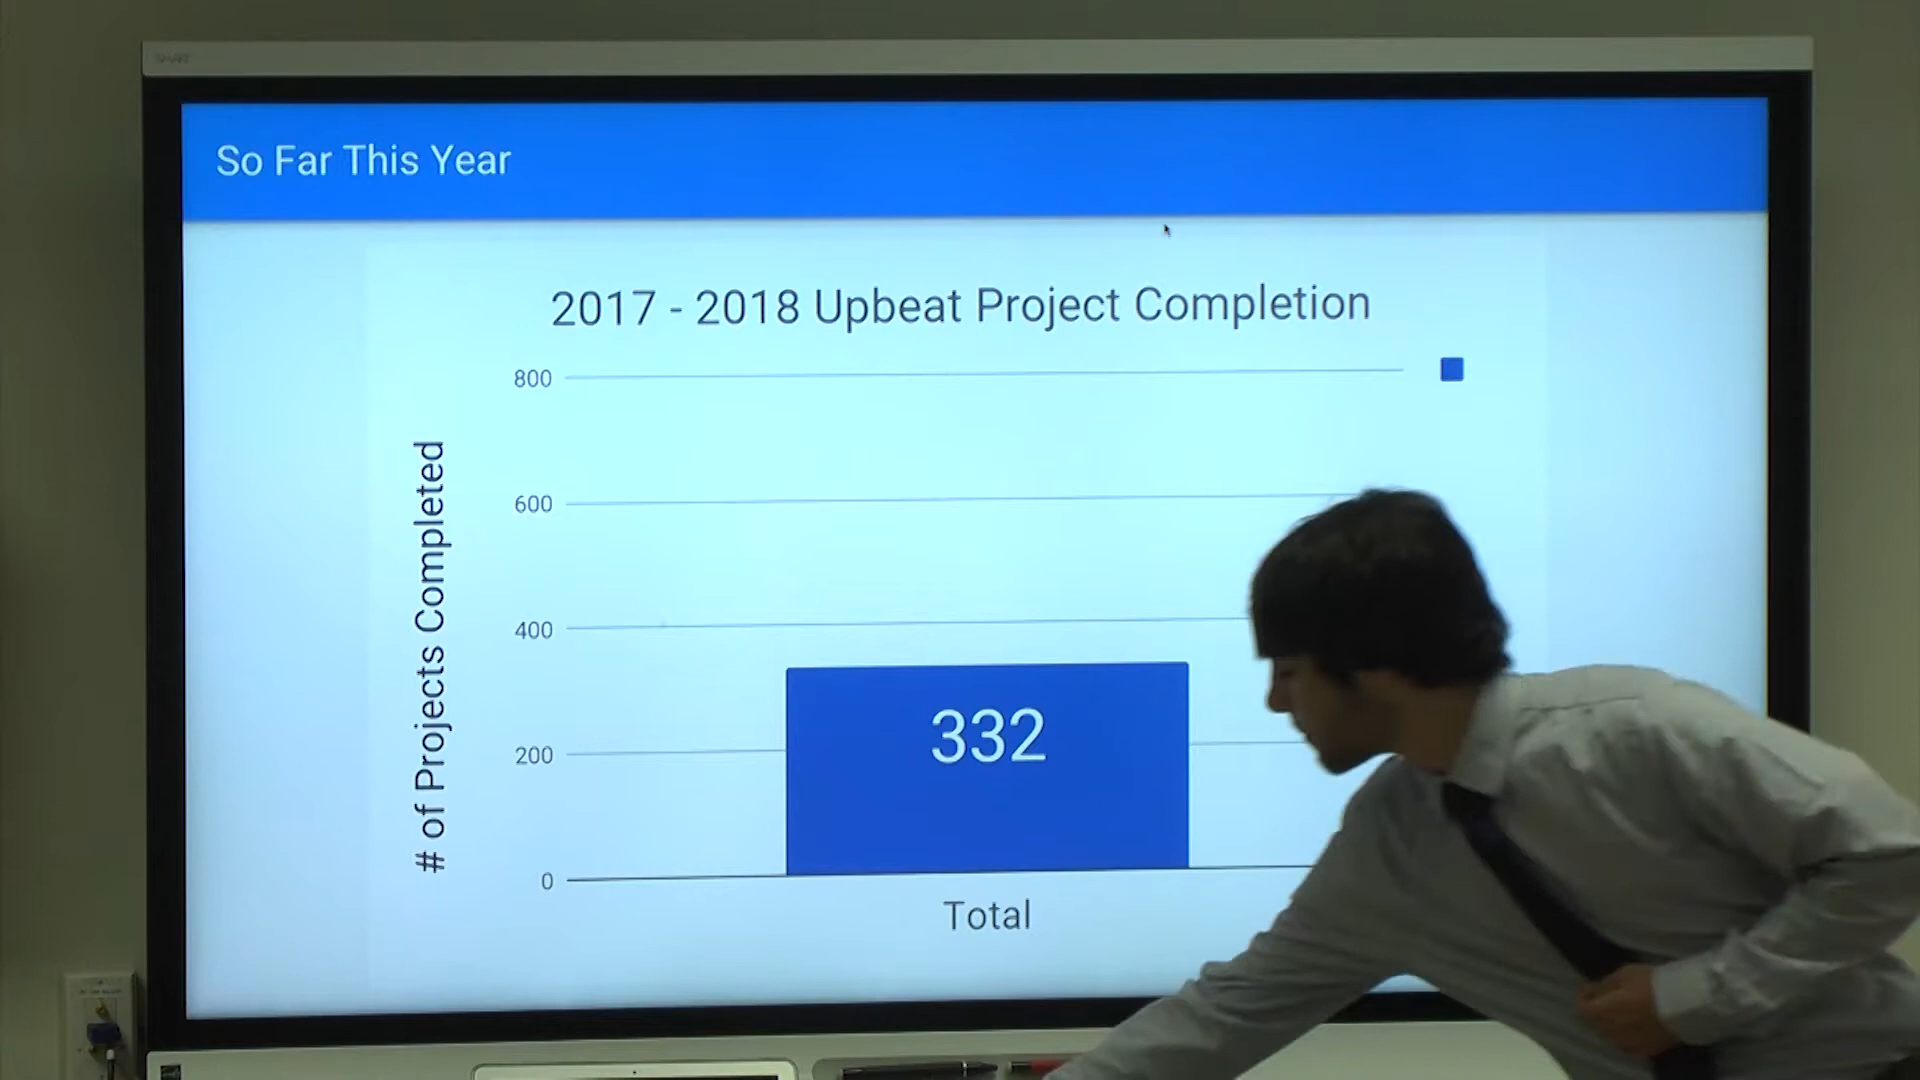 SMART
So Far This Year
2017 - 2018 Upbeat Project Completion
800
600
400
200
0
# of Projects Completed
332
Total